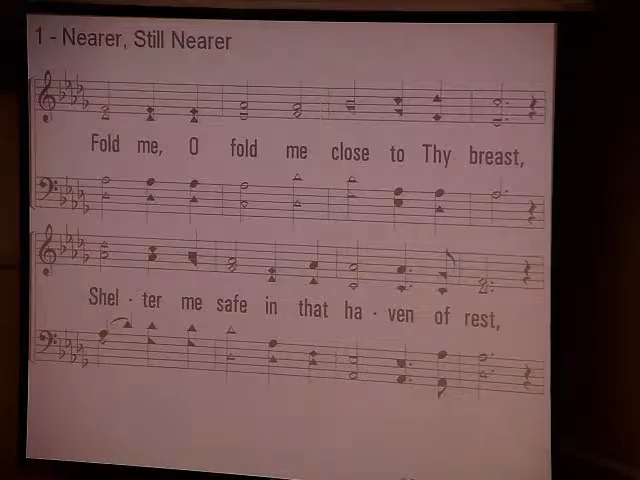 1 - Nearer, Still Nearer
Fold me, O fold me close to Thy breast,
Shel - ter me safe in that ha - ven of rest,